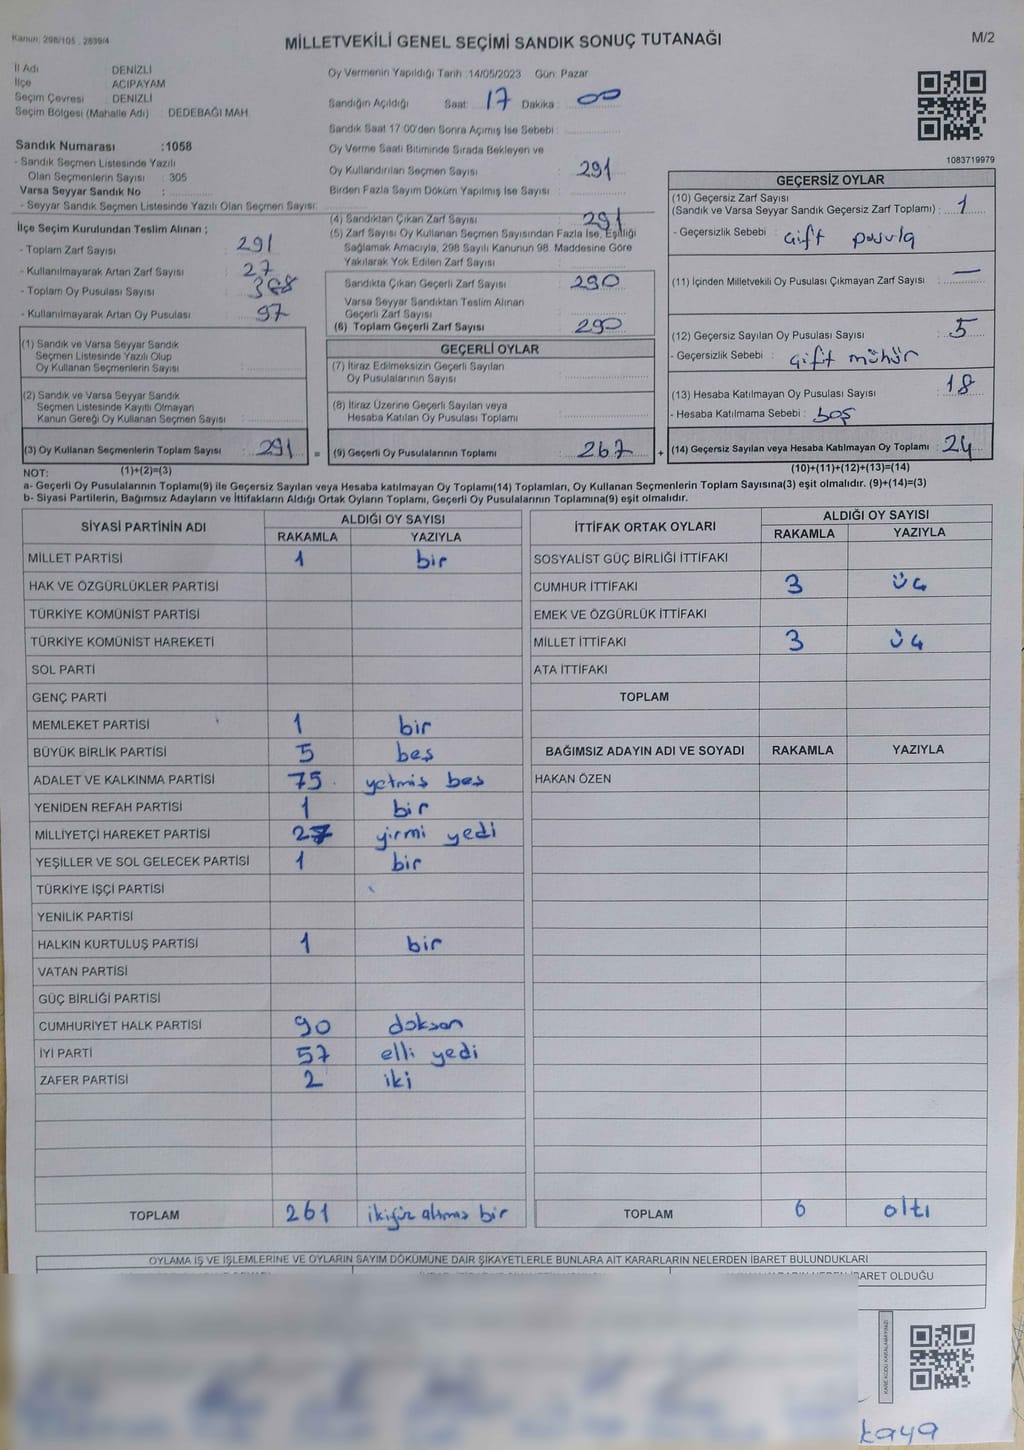 Kanun: 298/105 , 2839/4
MİLLETVEKİLİ GENEL SEÇİMİ SANDIK SONUÇ TUTANAĞI
M/2
İl Adı : DENİZLİ
İlçe : ACIPAYAM
Seçim Çevresi : DENİZLİ
Seçim Bölgesi (Mahalle Adı) : DEDEBAĞI MAH.
Sandık Numarası :1058
- Sandık Seçmen Listesinde Yazılı
Olan Seçmenlerin Sayısı : 305
Varsa Seyyar Sandık No :
- Seyyar Sandık Seçmen Listesinde Yazılı Olan Seçmen Sayısı:
İlçe Seçim Kurulundan Teslim Alınan ;
- Toplam Zarf Sayısı 291
- Kullanılmayarak Artan Zarf Sayısı 27
- Toplam Oy Pusulası Sayısı
- Kullanılmayarak Artan Oy Pusulası 97
(1) Sandık ve Varsa Seyyar Sandık
Seçmen Listesinde Yazılı Olup
Oy Kullanan Seçmenlerin Sayısı :
(2) Sandık ve Varsa Seyyar Sandık
Seçmen Listesinde Kayıtlı Olmayan
Kanun Gereği Oy Kullanan Seçmen Sayısı :
(3) Oy Kullanan Seçmenlerin Toplam Sayısı : 291 =
(1)+(2)=(3)
Oy Vermenin Yapıldığı Tarih :14/05/2023 Gün: Pazar
Sandığın Açıldığı Saat: 17 Dakika : 00
Sandık Saat 17:00'den Sonra Açımış İse Sebebi :
Oy Verme Saati Bitiminde Sırada Bekleyen ve
Oy Kullandırılan Seçmen Sayısı : 291
Birden Fazla Sayım Döküm Yapılmış İse Sayısı :
(4) Sandıktan Çıkan Zarf Sayısı : 291
(5) Zarf Sayısı Oy Kullanan Seçmen Sayısından Fazla İse, Eşitliği
Sağlamak Amacıyla, 298 Sayılı Kanunun 98. Maddesine Göre
Yakılarak Yok Edilen Zarf Sayısı :
Sandıkta Çıkan Geçerli Zarf Sayısı : 290
Varsa Seyyar Sandıktan Teslim Alınan
Geçerli Zarf Sayısı :
(6) Toplam Geçerli Zarf Sayısı : 290
GEÇERLİ OYLAR
(7) İtiraz Edilmeksizin Geçerli Sayılan
Oy Pusulalarının Sayısı :
(8) İtiraz Üzerine Geçerli Sayılan veya
Hesaba Katılan Oy Pusulası Toplamı :
(9) Geçerli Oy Pusulalarının Toplamı : 267 +
1083719979
GEÇERSİZ OYLAR
(10) Geçersiz Zarf Sayısı
(Sandık ve Varsa Seyyar Sandık Geçersiz Zarf Toplamı) : 1
- Geçersizlik Sebebi : Çift pusula
(11) İçinden Milletvekili Oy Pusulası Çıkmayan Zarf Sayısı : —
(12) Geçersiz Sayılan Oy Pusulası Sayısı : 5
- Geçersizlik Sebebi : Çift mühür
(13) Hesaba Katılmayan Oy Pusulası Sayısı : 18
- Hesaba Katılmama Sebebi : boş
(14) Geçersiz Sayılan veya Hesaba Katılmayan Oy Toplamı : 24
(10)+(11)+(12)+(13)=(14)
NOT:
a- Geçerli Oy Pusulalarının Toplamı(9) ile Geçersiz Sayılan veya Hesaba Katılmayan Oy Toplamı(14) Toplamları, Oy Kullanan Seçmenlerin Toplam Sayısına(3) eşit olmalıdır. (9)+(14)=(3)
b- Siyasi Partilerin, Bağımsız Adayların ve İttifakların Aldığı Ortak Oyların Toplamı, Geçerli Oy Pusulalarının Toplamına(9) eşit olmalıdır.
SİYASİ PARTİNİN ADI ALDIĞI OY SAYISI
RAKAMLA YAZIYLA
MİLLET PARTİSİ 1 bir
HAK VE ÖZGÜRLÜKLER PARTİSİ
TÜRKİYE KOMÜNİST PARTİSİ
TÜRKİYE KOMÜNİST HAREKETİ
SOL PARTİ
GENÇ PARTİ
MEMLEKET PARTİSİ 1 bir
BÜYÜK BİRLİK PARTİSİ 5 beş
ADALET VE KALKINMA PARTİSİ 75 yetmiş beş
YENİDEN REFAH PARTİSİ 1 bir
MİLLİYETÇİ HAREKET PARTİSİ 27 yirmi yedi
YEŞİLLER VE SOL GELECEK PARTİSİ 1 bir
TÜRKİYE İŞÇİ PARTİSİ
YENİLİK PARTİSİ
HALKIN KURTULUŞ PARTİSİ 1 bir
VATAN PARTİSİ
GÜÇ BİRLİĞİ PARTİSİ
CUMHURİYET HALK PARTİSİ 90 doksan
İYİ PARTİ 57 elli yedi
ZAFER PARTİSİ 2 iki
TOPLAM 261 ikiyüz altmış bir
İTTİFAK ORTAK OYLARI ALDIĞI OY SAYISI
RAKAMLA YAZIYLA
SOSYALİST GÜÇ BİRLİĞİ İTTİFAKI
CUMHUR İTTİFAKI 3 üç
EMEK VE ÖZGÜRLÜK İTTİFAKI
MİLLET İTTİFAKI 3 üç
ATA İTTİFAKI
TOPLAM
BAĞIMSIZ ADAYIN ADI VE SOYADI RAKAMLA YAZIYLA
HAKAN ÖZEN
TOPLAM 6 altı
OYLAMA İŞ VE İŞLEMLERİNE VE OYLARIN SAYIM DÖKÜMÜNE DAİR ŞİKAYETLERLE BUNLARA AİT KARARLARIN NELERDEN İBARET BULUNDUKLARI
İBARET OLDUĞU
KARE KODU KARALAMAYINIZ!
kaya